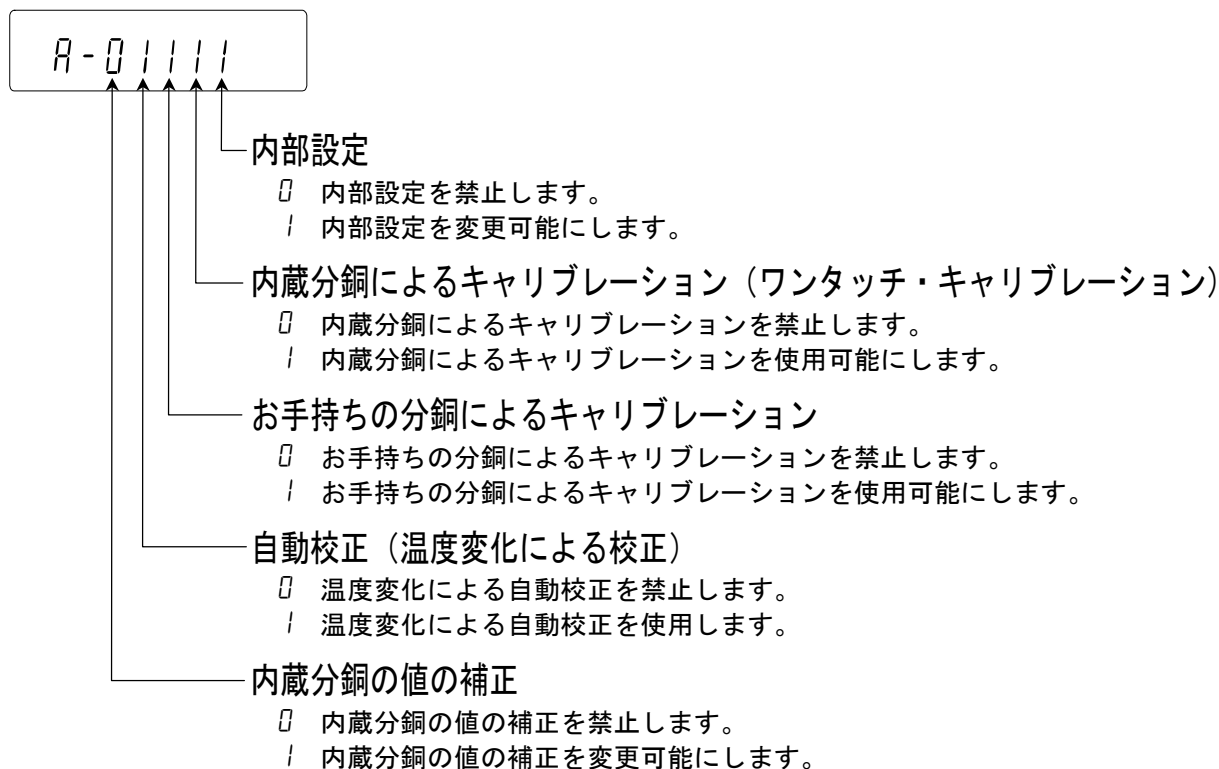 A-01111
内部設定
0 内部設定を禁止します。
1 内部設定を変更可能にします。
内蔵分銅によるキャリブレーション（ワンタッチ・キャリブレーション）
0 内蔵分銅によるキャリブレーションを禁止します。
1 内蔵分銅によるキャリブレーションを使用可能にします。
お手持ちの分銅によるキャリブレーション
0 お手持ちの分銅によるキャリブレーションを禁止します。
1 お手持ちの分銅によるキャリブレーションを使用可能にします。
自動校正（温度変化による校正）
0 温度変化による自動校正を禁止します。
1 温度変化による自動校正を使用します。
内蔵分銅の値の補正
0 内蔵分銅の値の補正を禁止します。
1 内蔵分銅の値の補正を変更可能にします。